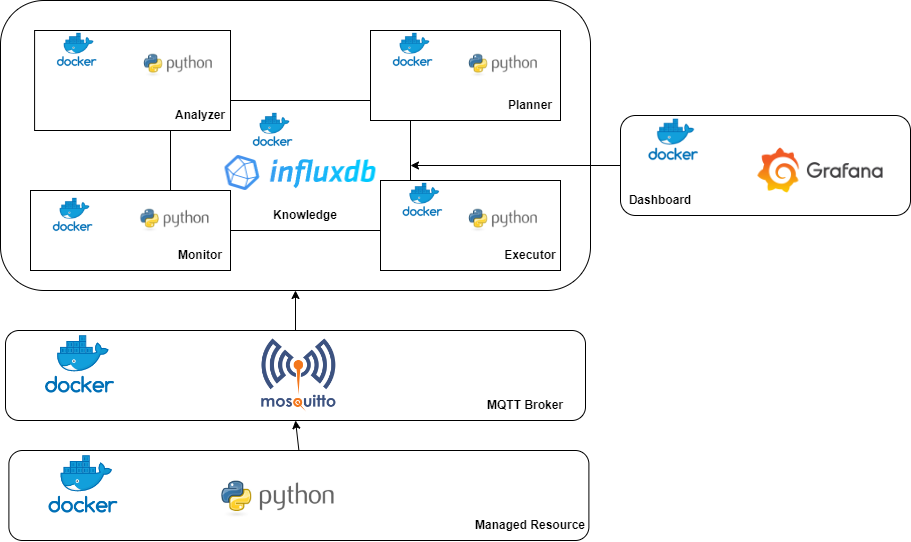 docker
python
Analyzer
docker
python
Planner
docker
influxdb
Knowledge
docker
python
Monitor
docker
python
Executor
docker
Grafana
Dashboard
docker
mosquitto
MQTT Broker
docker
python
Managed Resource